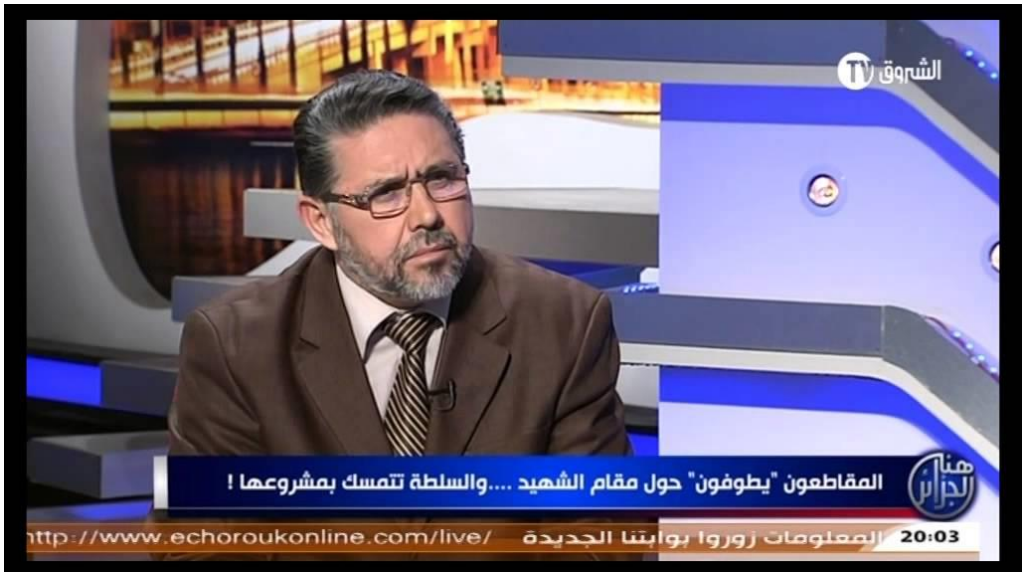 الشروق TV
المقاطعون "يطوفون" حول مقام الشهيد ....والسلطة تتمسك بمشروعها !
هنا الجزائر
http://www.echoroukonline.com/live/ المعلومات زوروا بوابتنا الجديدة 20:03